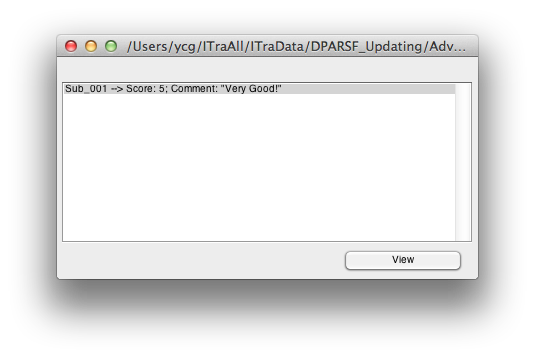 /Users/ycg/ITraAll/ITraData/DPARSF_Updating/Adv...
Sub_001 --> Score: 5; Comment: "Very Good!"
View